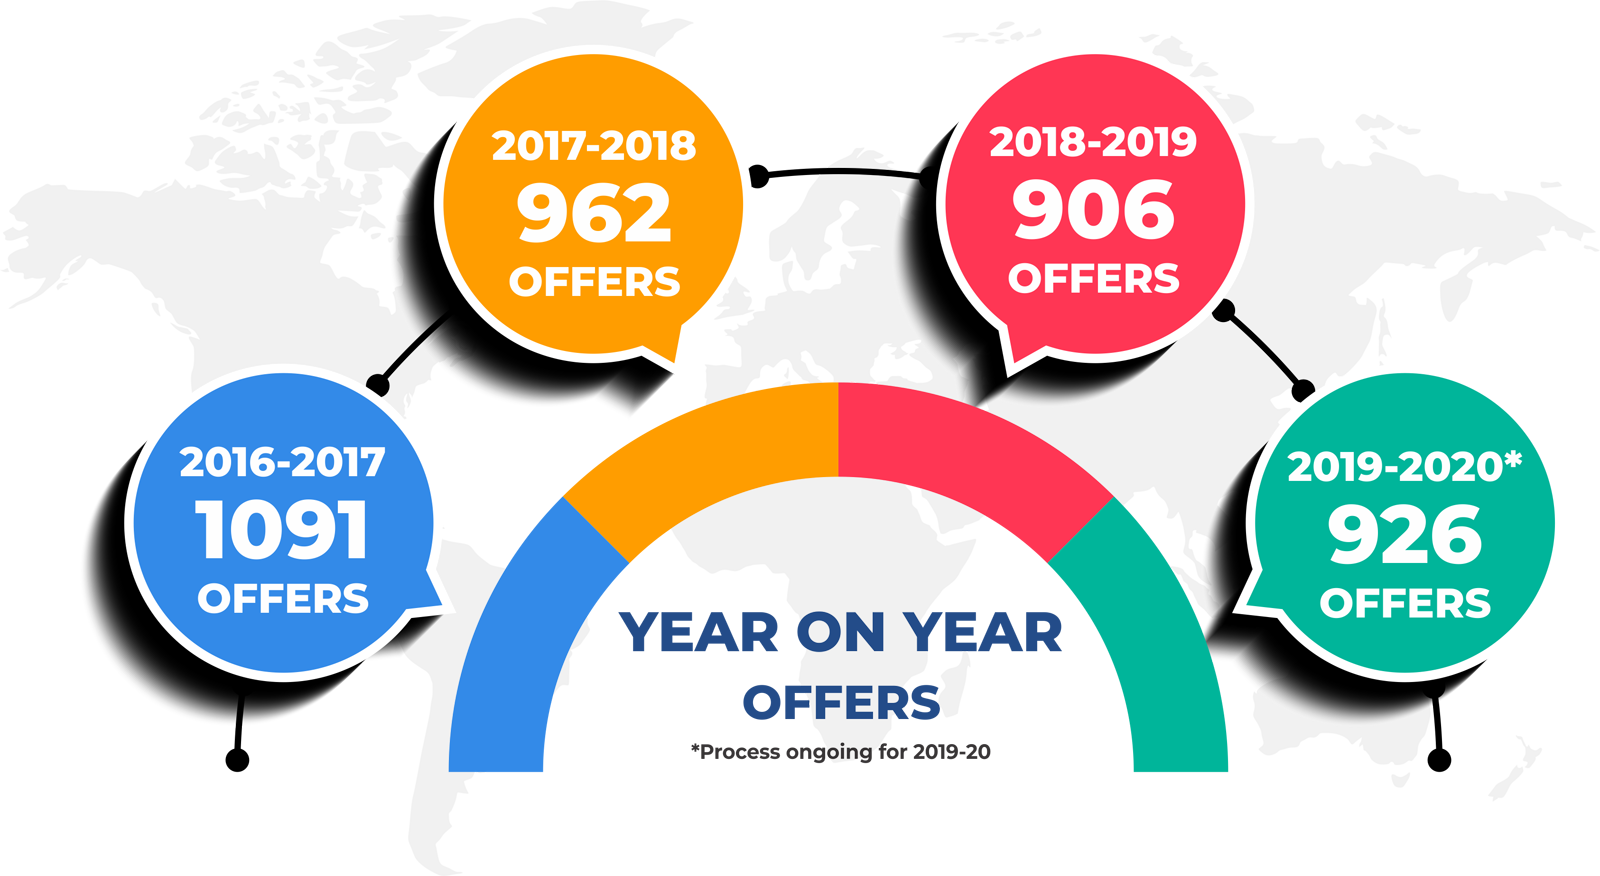 2016-2017
1091
OFFERS
2017-2018
962
OFFERS
2018-2019
906
OFFERS
2019-2020*
926
OFFERS
YEAR ON YEAR
OFFERS
*Process ongoing for 2019-20